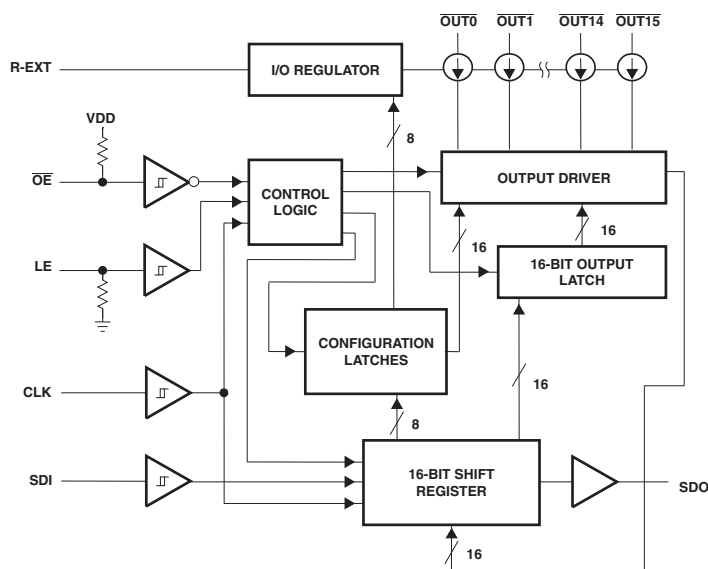 OUT0 OUT1 OUT14 OUT15
R-EXT
I/O REGULATOR
VDD
8
OE
CONTROL
LOGIC
OUTPUT DRIVER
16
16
LE
16-BIT OUTPUT
LATCH
CONFIGURATION
LATCHES
16
CLK
8
SDI
16-BIT SHIFT
REGISTER
SDO
16